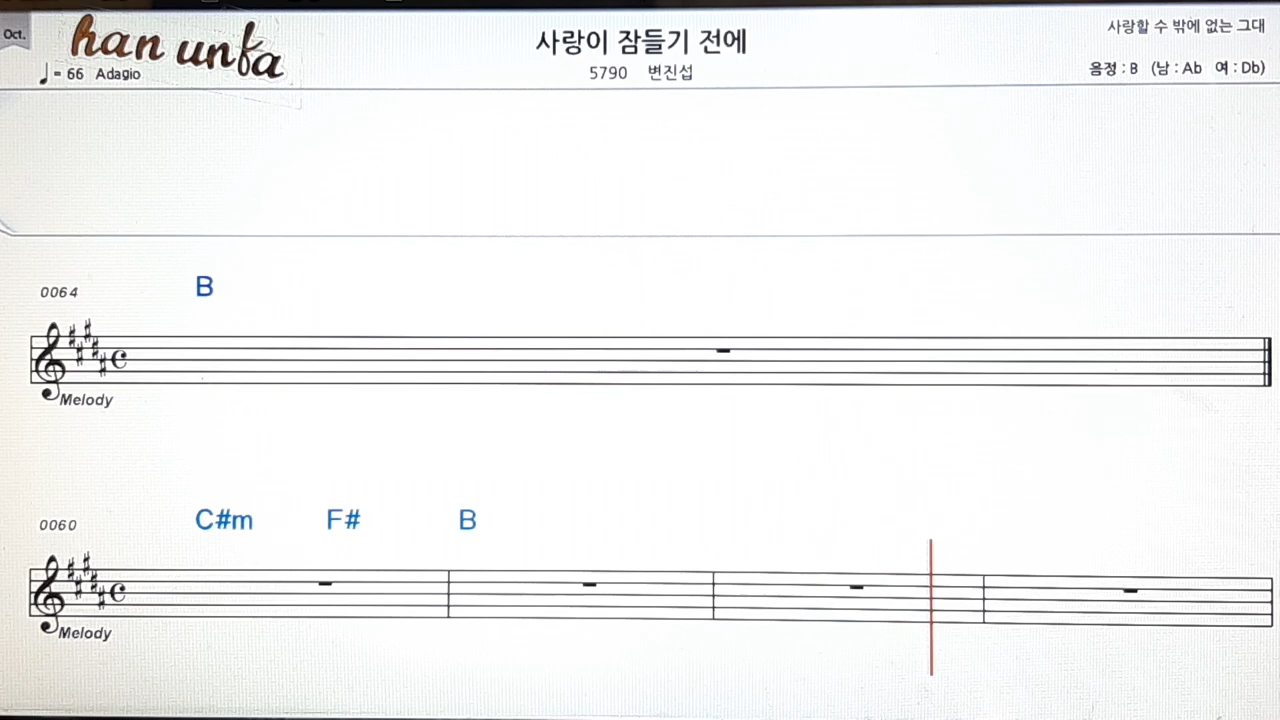 Oct.
han unfa
♩= 66 Adagio
사랑이 잠들기 전에
5790 변진섭
사랑할 수 밖에 없는 그대
음정 : B (남 : Ab 여 : Db)
0064
B
Melody
0060
C#m F# B
Melody